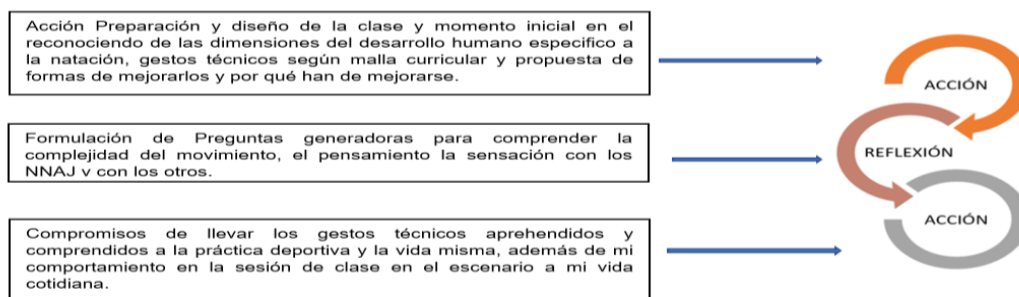 Acción Preparación y diseño de la clase y momento inicial en el
reconociendo de las dimensiones del desarrollo humano especifico a
la natación, gestos técnicos según malla curricular y propuesta de
formas de mejorarlos y por qué han de mejorarse.
ACCIÓN
Formulación de Preguntas generadoras para comprender la
complejidad del movimiento, el pensamiento la sensación con los
NNAJ v con los otros.
REFLEXIÓN
Compromisos de llevar los gestos técnicos aprehendidos y
comprendidos a la práctica deportiva y la vida misma, además de mi
comportamiento en la sesión de clase en el escenario a mi vida
cotidiana.
ACCIÓN